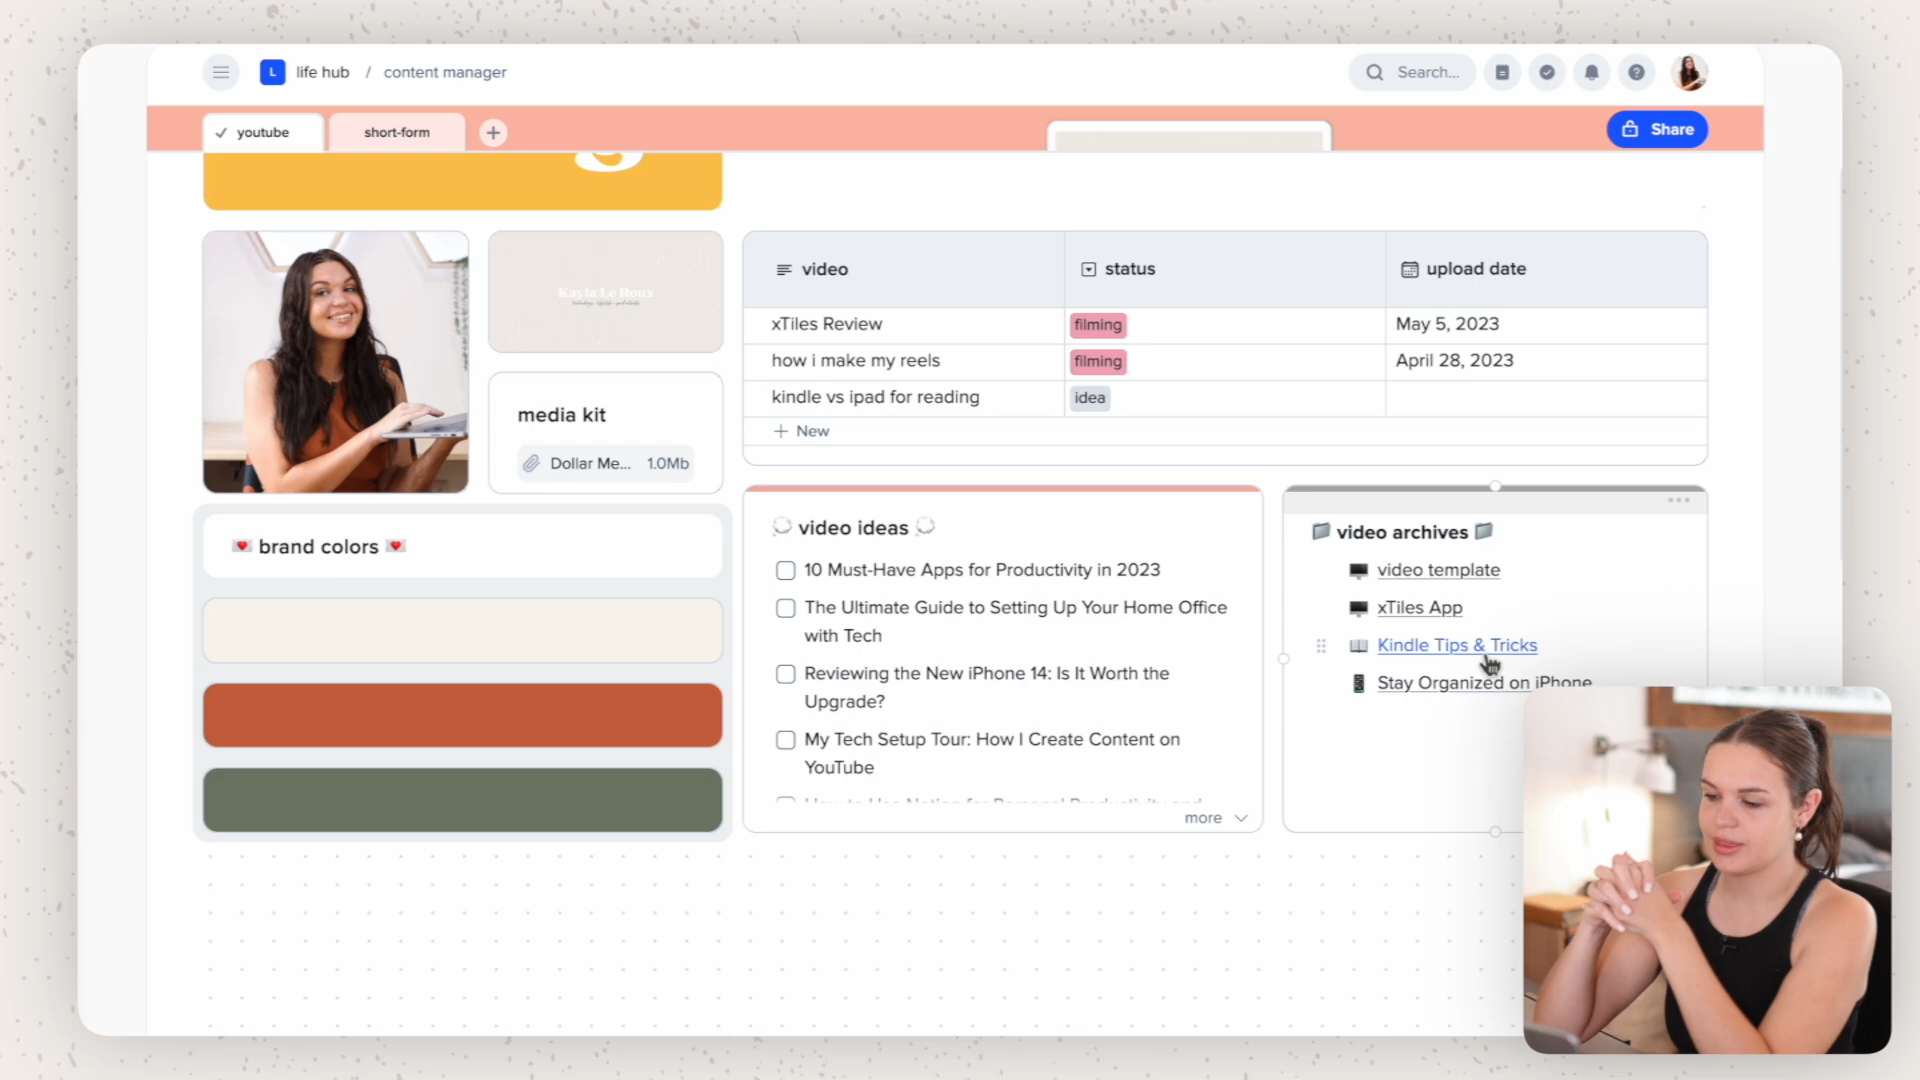 L life hub / content manager
Search...
youtube
short-form
Share
Kayla Le Roux
media kit
Dollar Me... 1.0Mb
brand colors
video status upload date
xTiles Review filming May 5, 2023
how i make my reels filming April 28, 2023
kindle vs ipad for reading idea
+ New
video ideas
10 Must-Have Apps for Productivity in 2023
The Ultimate Guide to Setting Up Your Home Office
with Tech
Reviewing the New iPhone 14: Is It Worth the
Upgrade?
My Tech Setup Tour: How I Create Content on
YouTube
more
video archives
video template
xTiles App
Kindle Tips & Tricks
Stay Organized on iPhone